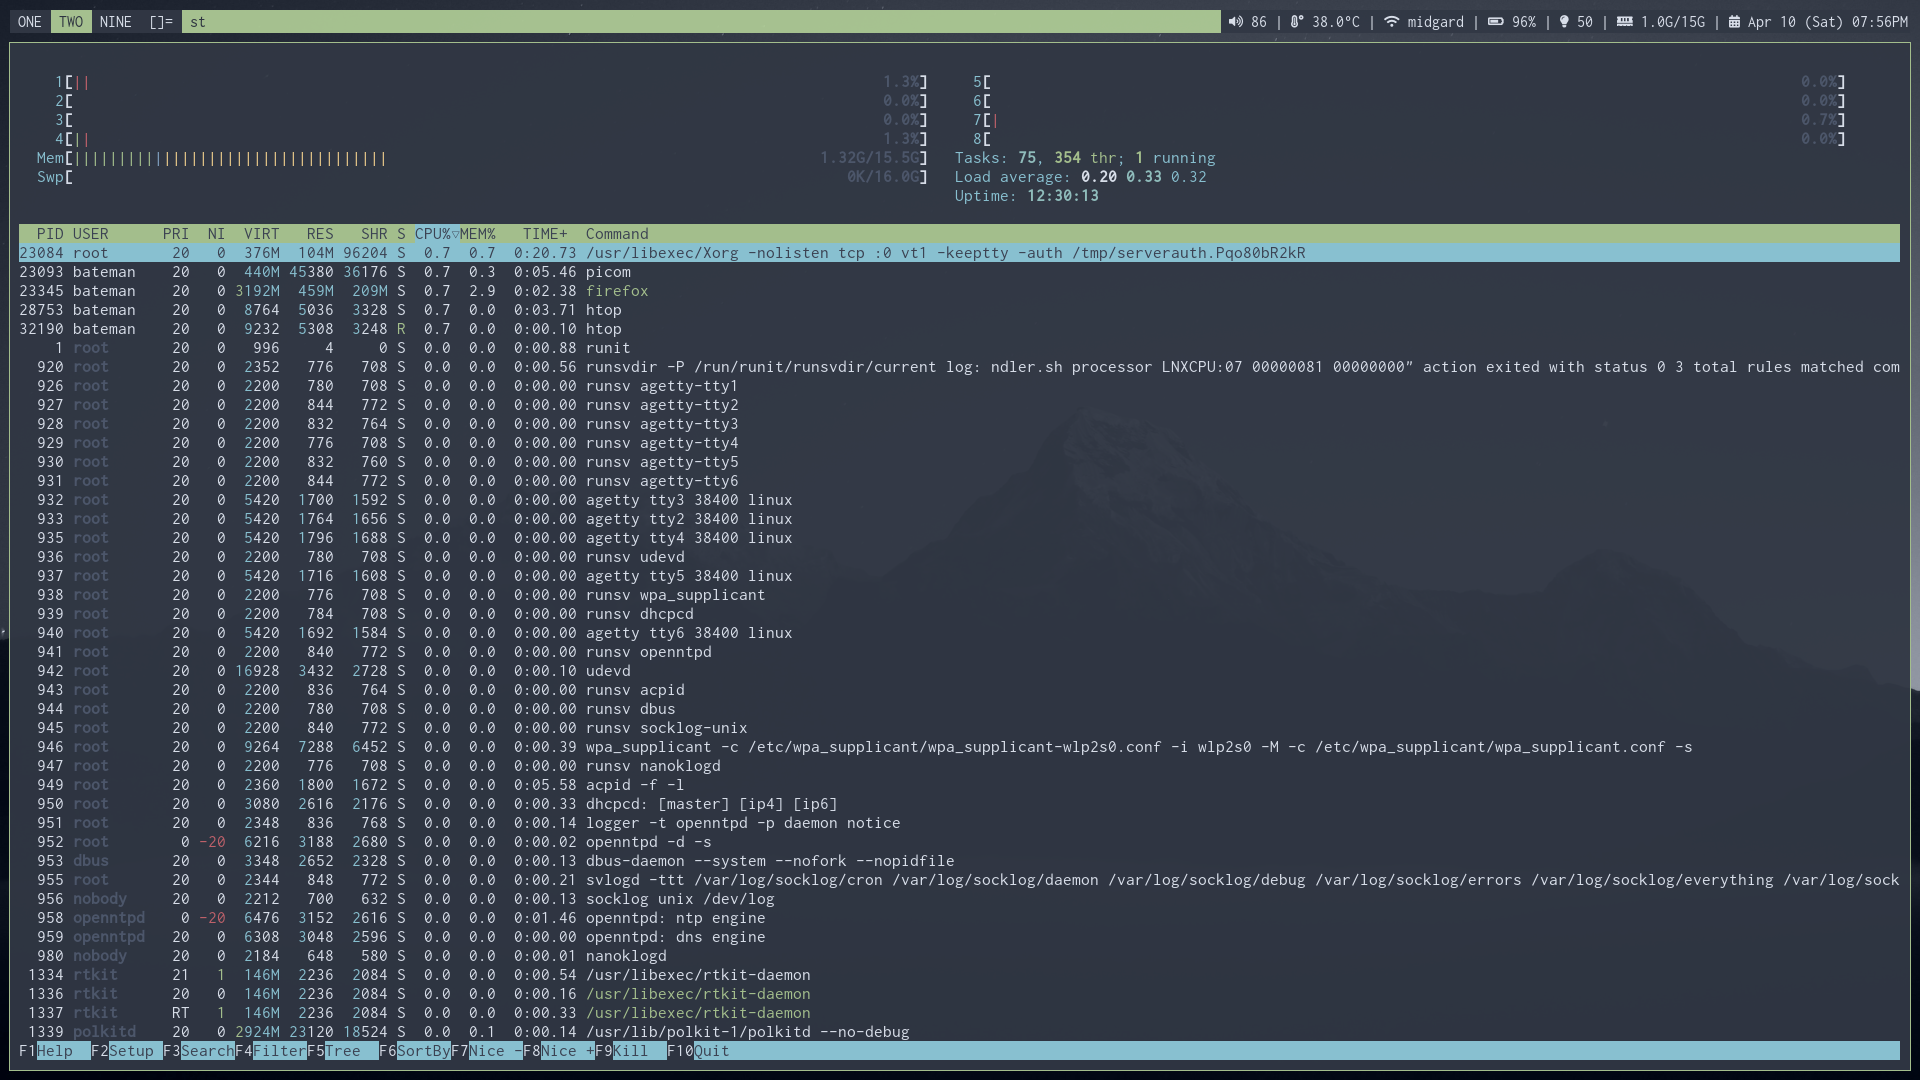 ONE TWO NINE []= st 86 | 38.0°C | midgard | 96% | 50 | 1.0G/15G | Apr 10 (Sat) 07:56PM
1[|| 1.3%] 5[ 0.0%]
2[ 0.0%] 6[ 0.0%]
3[ 0.0%] 7[| 0.7%]
4[|| 1.3%] 8[ 0.0%]
Mem[||||||||||||||||||||||||||||||||||| 1.32G/15.5G] Tasks: 75, 354 thr; 1 running
Swp[ 0K/16.0G] Load average: 0.20 0.33 0.32
Uptime: 12:30:13
PID USER PRI NI VIRT RES SHR S CPU%▽MEM% TIME+ Command
23084 root 20 0 376M 104M 96204 S 0.7 0.7 0:20.73 /usr/libexec/Xorg -nolisten tcp :0 vt1 -keeptty -auth /tmp/serverauth.Pqo80bR2kR
23093 bateman 20 0 440M 45380 36176 S 0.7 0.3 0:05.46 picom
23345 bateman 20 0 3192M 459M 209M S 0.7 2.9 0:02.38 firefox
28753 bateman 20 0 8764 5036 3328 S 0.7 0.0 0:03.71 htop
32190 bateman 20 0 9232 5308 3248 R 0.7 0.0 0:00.10 htop
1 root 20 0 996 4 0 S 0.0 0.0 0:00.88 runit
920 root 20 0 2352 776 708 S 0.0 0.0 0:00.56 runsvdir -P /run/runit/runsvdir/current log: ndler.sh processor LNXCPU:07 00000081 00000000" action exited with status 0 3 total rules matched com
926 root 20 0 2200 780 708 S 0.0 0.0 0:00.00 runsv agetty-tty1
927 root 20 0 2200 844 772 S 0.0 0.0 0:00.00 runsv agetty-tty2
928 root 20 0 2200 832 764 S 0.0 0.0 0:00.00 runsv agetty-tty3
929 root 20 0 2200 776 708 S 0.0 0.0 0:00.00 runsv agetty-tty4
930 root 20 0 2200 832 760 S 0.0 0.0 0:00.00 runsv agetty-tty5
931 root 20 0 2200 844 772 S 0.0 0.0 0:00.00 runsv agetty-tty6
932 root 20 0 5420 1700 1592 S 0.0 0.0 0:00.00 agetty tty3 38400 linux
933 root 20 0 5420 1764 1656 S 0.0 0.0 0:00.00 agetty tty2 38400 linux
935 root 20 0 5420 1796 1688 S 0.0 0.0 0:00.00 agetty tty4 38400 linux
936 root 20 0 2200 780 708 S 0.0 0.0 0:00.00 runsv udevd
937 root 20 0 5420 1716 1608 S 0.0 0.0 0:00.00 agetty tty5 38400 linux
938 root 20 0 2200 776 708 S 0.0 0.0 0:00.00 runsv wpa_supplicant
939 root 20 0 2200 784 708 S 0.0 0.0 0:00.00 runsv dhcpcd
940 root 20 0 5420 1692 1584 S 0.0 0.0 0:00.00 agetty tty6 38400 linux
941 root 20 0 2200 840 772 S 0.0 0.0 0:00.00 runsv openntpd
942 root 20 0 16928 3432 2728 S 0.0 0.0 0:00.10 udevd
943 root 20 0 2200 836 764 S 0.0 0.0 0:00.00 runsv acpid
944 root 20 0 2200 780 708 S 0.0 0.0 0:00.00 runsv dbus
945 root 20 0 2200 840 772 S 0.0 0.0 0:00.00 runsv socklog-unix
946 root 20 0 9264 7288 6452 S 0.0 0.0 0:00.39 wpa_supplicant -c /etc/wpa_supplicant/wpa_supplicant-wlp2s0.conf -i wlp2s0 -M -c /etc/wpa_supplicant/wpa_supplicant.conf -s
947 root 20 0 2200 776 708 S 0.0 0.0 0:00.00 runsv nanoklogd
949 root 20 0 2360 1800 1672 S 0.0 0.0 0:05.58 acpid -f -l
950 root 20 0 3080 2616 2176 S 0.0 0.0 0:00.33 dhcpcd: [master] [ip4] [ip6]
951 root 20 0 2348 836 768 S 0.0 0.0 0:00.14 logger -t openntpd -p daemon notice
952 root 0 -20 6216 3188 2680 S 0.0 0.0 0:00.02 openntpd -d -s
953 dbus 20 0 3348 2652 2328 S 0.0 0.0 0:00.13 dbus-daemon --system --nofork --nopidfile
955 root 20 0 2344 848 772 S 0.0 0.0 0:00.21 svlogd -ttt /var/log/socklog/cron /var/log/socklog/daemon /var/log/socklog/debug /var/log/socklog/errors /var/log/socklog/everything /var/log/sock
956 nobody 20 0 2212 700 632 S 0.0 0.0 0:00.13 socklog unix /dev/log
958 openntpd 0 -20 6476 3152 2616 S 0.0 0.0 0:01.46 openntpd: ntp engine
959 openntpd 20 0 6308 3048 2596 S 0.0 0.0 0:00.00 openntpd: dns engine
980 nobody 20 0 2184 648 580 S 0.0 0.0 0:00.01 nanoklogd
1334 rtkit 21 1 146M 2236 2084 S 0.0 0.0 0:00.54 /usr/libexec/rtkit-daemon
1336 rtkit 20 0 146M 2236 2084 S 0.0 0.0 0:00.16 /usr/libexec/rtkit-daemon
1337 rtkit RT 1 146M 2236 2084 S 0.0 0.0 0:00.33 /usr/libexec/rtkit-daemon
1339 polkitd 20 0 2924M 23120 18524 S 0.0 0.1 0:00.14 /usr/lib/polkit-1/polkitd --no-debug
F1Help F2Setup F3SearchF4FilterF5Tree F6SortByF7Nice -F8Nice +F9Kill F10Quit